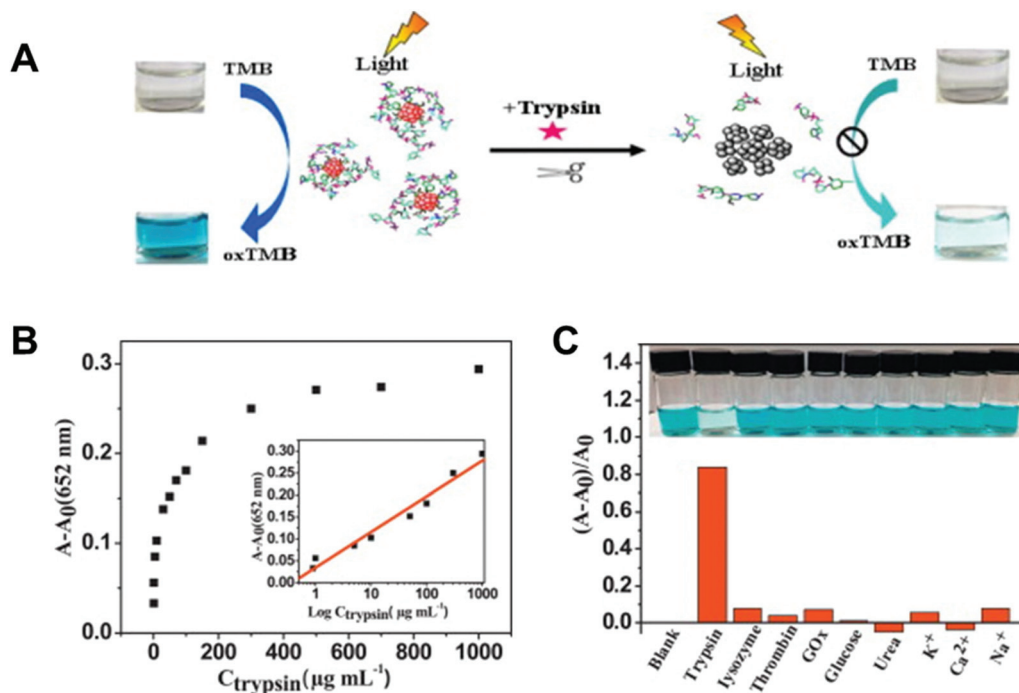 A
Light
Light
TMB
TMB
+Trypsin
oxTMB
oxTMB
B
A-A0(652 nm)
0.3
0.2
0.1
0.0
0 200 400 600 800 1000
Ctrypsin(µg mL-1)
A-A0(652 nm)
0.30
0.25
0.20
0.15
0.10
0.05
0.00
1 10 100 1000
Log Ctrypsin(µg mL-1)
C
(A-A0)/A0
1.4
1.2
1.0
0.8
0.6
0.4
0.2
0.0
Blank
Trypsin
lysozyme
Thrombin
GOx
Glucose
Urea
K+
Ca 2+
Na+